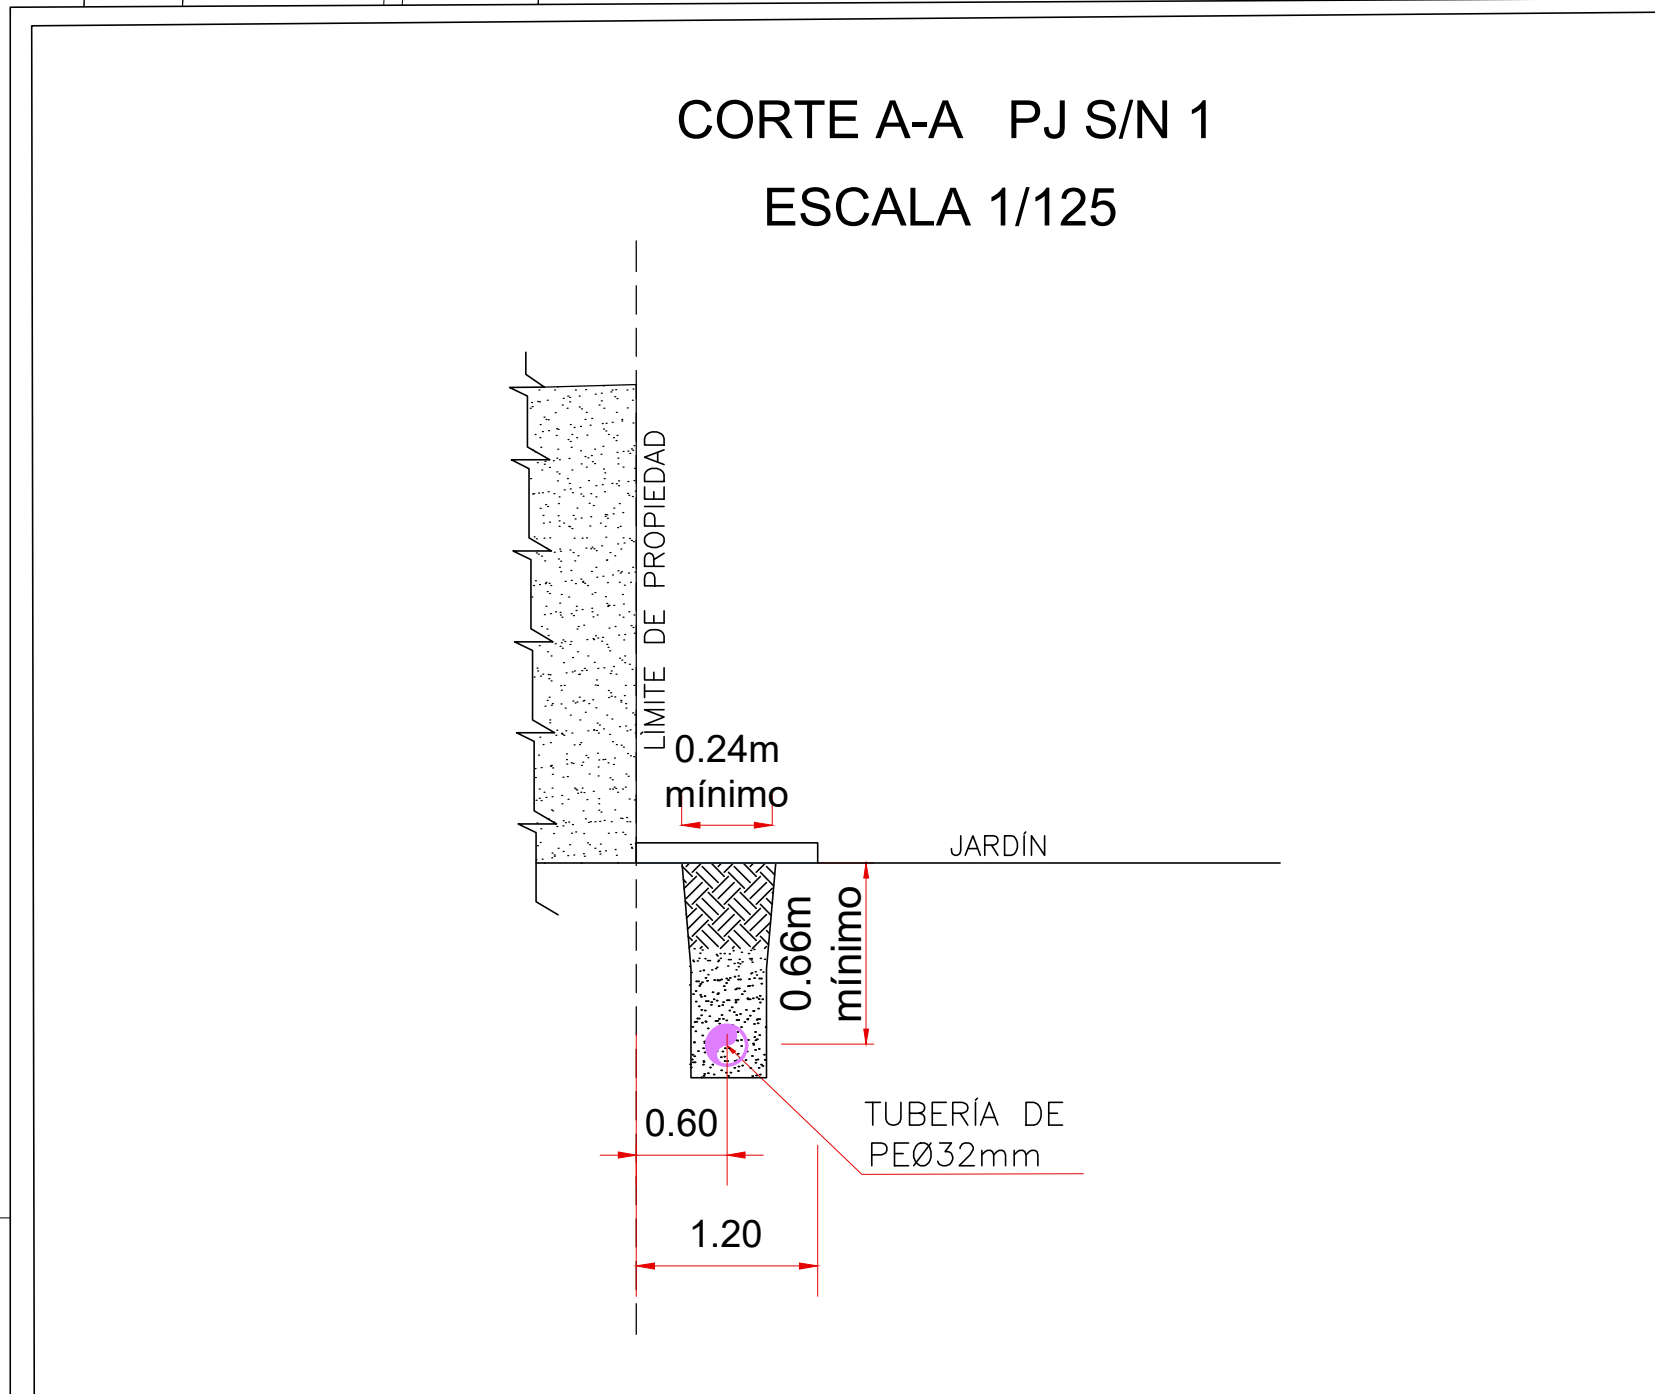 CORTE A-A PJ S/N 1
ESCALA 1/125
LÍMITE DE PROPIEDAD
0.24m
mínimo
JARDÍN
0.66m
mínimo
TUBERÍA DE
PEØ32mm
0.60
1.20